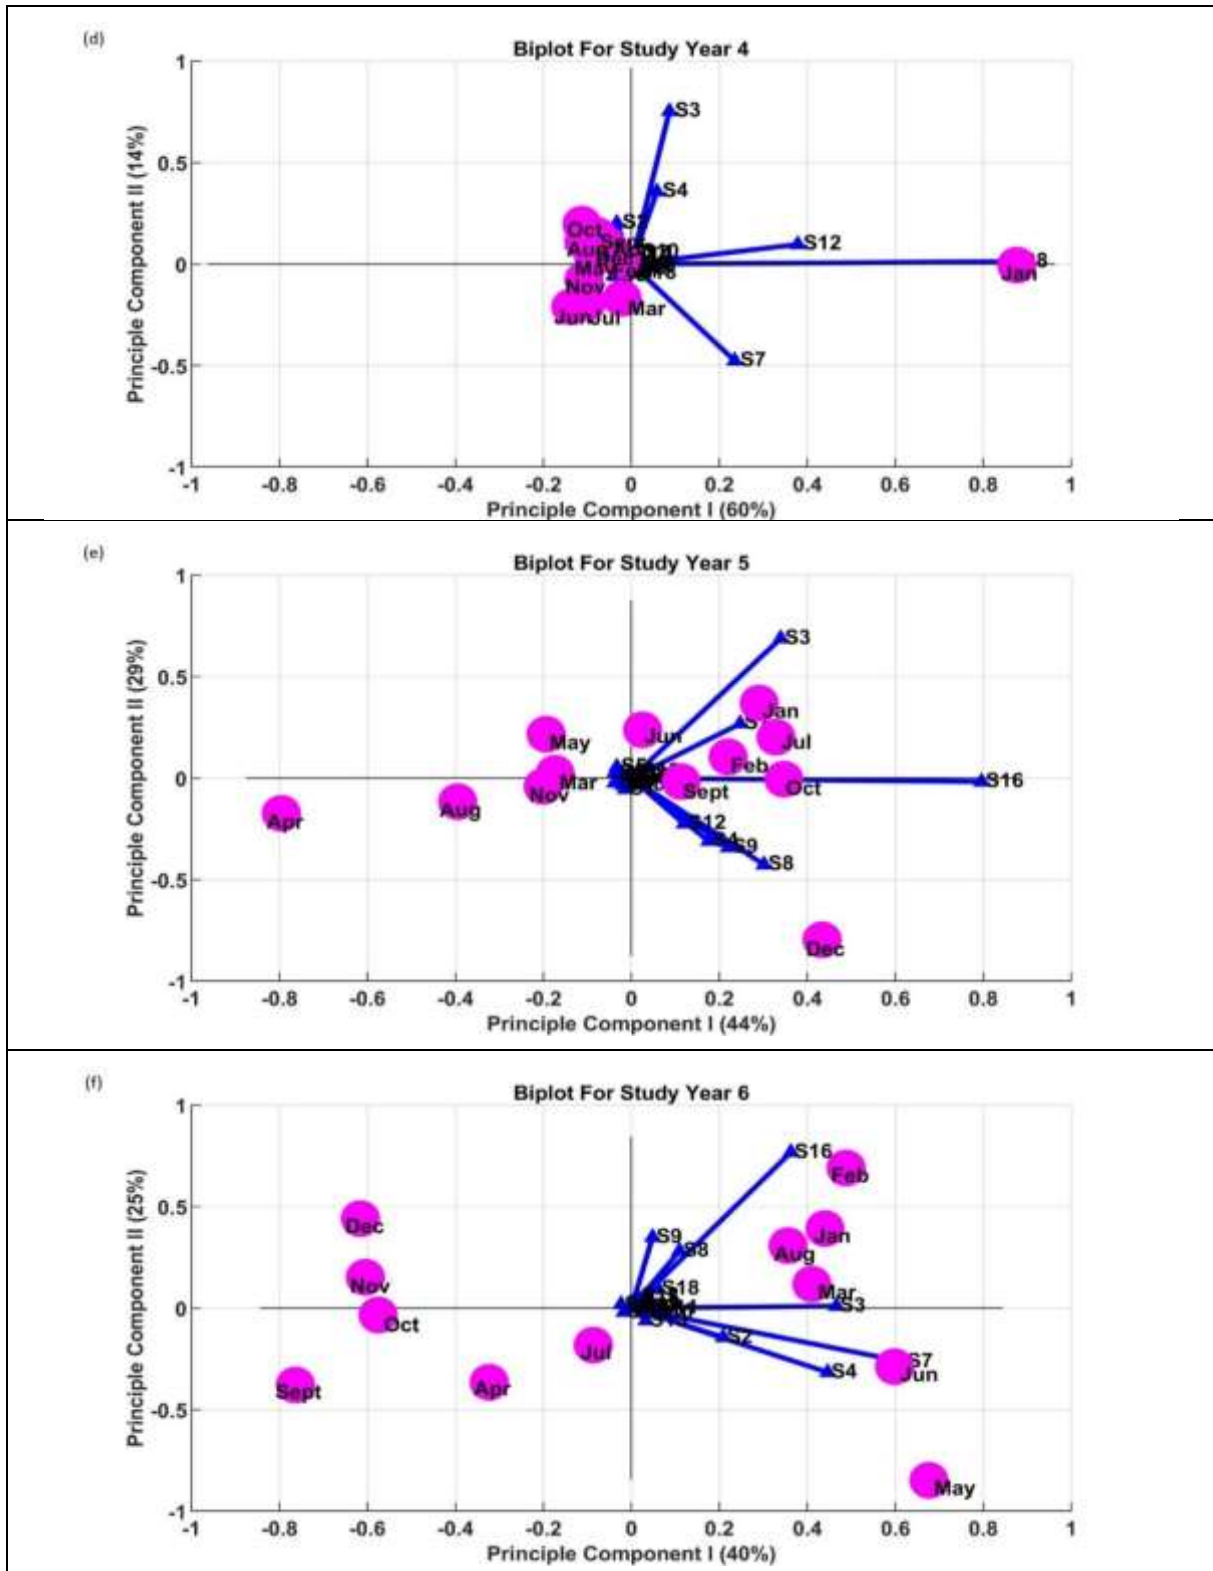 (d)
Biplot For Study Year 4
Principle Component II (14%)
1
0.5
0
-0.5
-1
S3
S4
S12
Jan
S7
Oct
Aug
May
Nov
Jun
Jul
Mar
-1 -0.8 -0.6 -0.4 -0.2 0 0.2 0.4 0.6 0.8 1
Principle Component I (60%)
(e)
Biplot For Study Year 5
Principle Component II (29%)
1
0.5
0
-0.5
-1
S3
Jan
Jun
Jul
May
Feb
Mar
Sept
Oct
S16
Nov
Aug
Apr
S12
S9
S8
Dec
-1 -0.8 -0.6 -0.4 -0.2 0 0.2 0.4 0.6 0.8 1
Principle Component I (44%)
(f)
Biplot For Study Year 6
Principle Component II (25%)
1
0.5
0
-0.5
-1
S16
Feb
Dec
S9
Jan
S8
Aug
Nov
S18
Mar
S3
Oct
S2
Jul
S7
S4
Jun
Sept
Apr
May
-1 -0.8 -0.6 -0.4 -0.2 0 0.2 0.4 0.6 0.8 1
Principle Component I (40%)